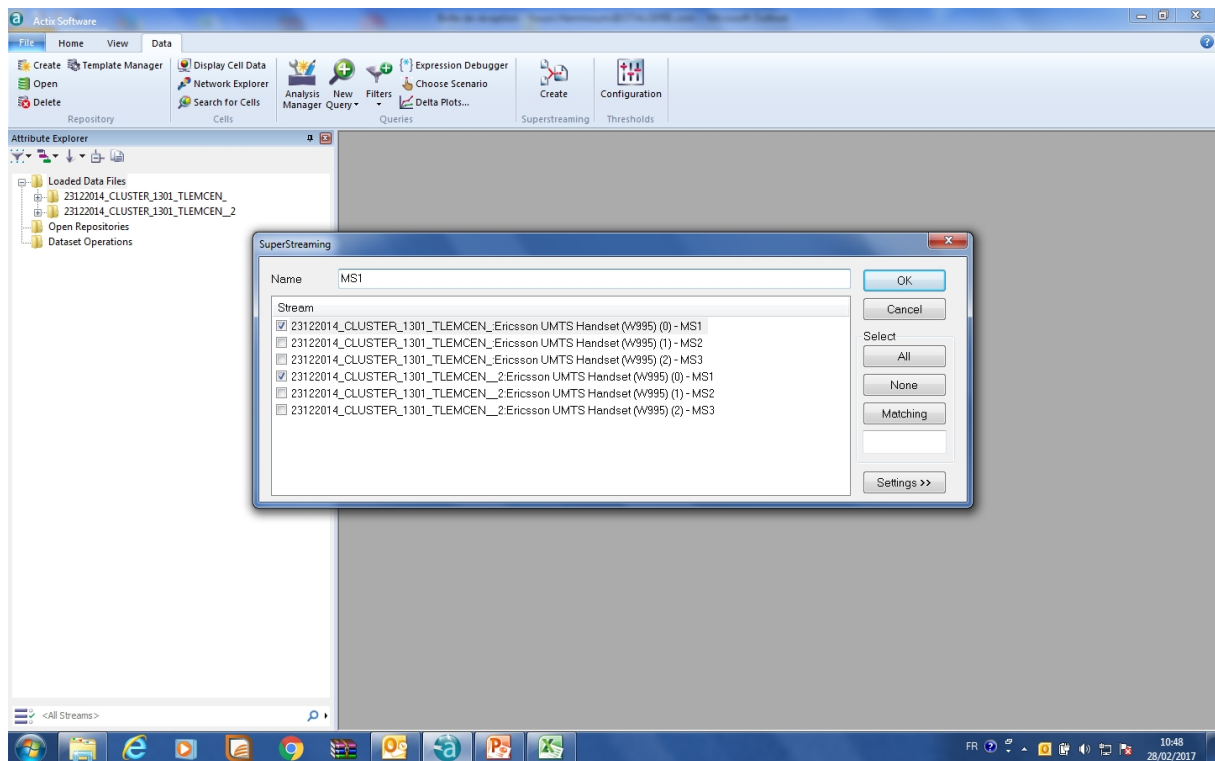 Actix Software
File Home View Data
Create Template Manager
Open
Delete
Repository
Display Cell Data
Network Explorer
Search for Cells
Cells
Analysis Manager
New Query
Filters
Expression Debugger
Choose Scenario
Delta Plots...
Queries
Create
Superstreaming
Configuration
Thresholds
Attribute Explorer
Loaded Data Files
23122014_CLUSTER_1301_TLEMCEN_
23122014_CLUSTER_1301_TLEMCEN__2
Open Repositories
Dataset Operations
SuperStreaming
Name MS1
Stream
23122014_CLUSTER_1301_TLEMCEN_:Ericsson UMTS Handset (W995) (0) - MS1
23122014_CLUSTER_1301_TLEMCEN_:Ericsson UMTS Handset (W995) (1) - MS2
23122014_CLUSTER_1301_TLEMCEN_:Ericsson UMTS Handset (W995) (2) - MS3
23122014_CLUSTER_1301_TLEMCEN__2:Ericsson UMTS Handset (W995) (0) - MS1
23122014_CLUSTER_1301_TLEMCEN__2:Ericsson UMTS Handset (W995) (1) - MS2
23122014_CLUSTER_1301_TLEMCEN__2:Ericsson UMTS Handset (W995) (2) - MS3
OK
Cancel
Select
All
None
Matching
Settings >>
<All Streams>
FR
10:48
28/02/2017